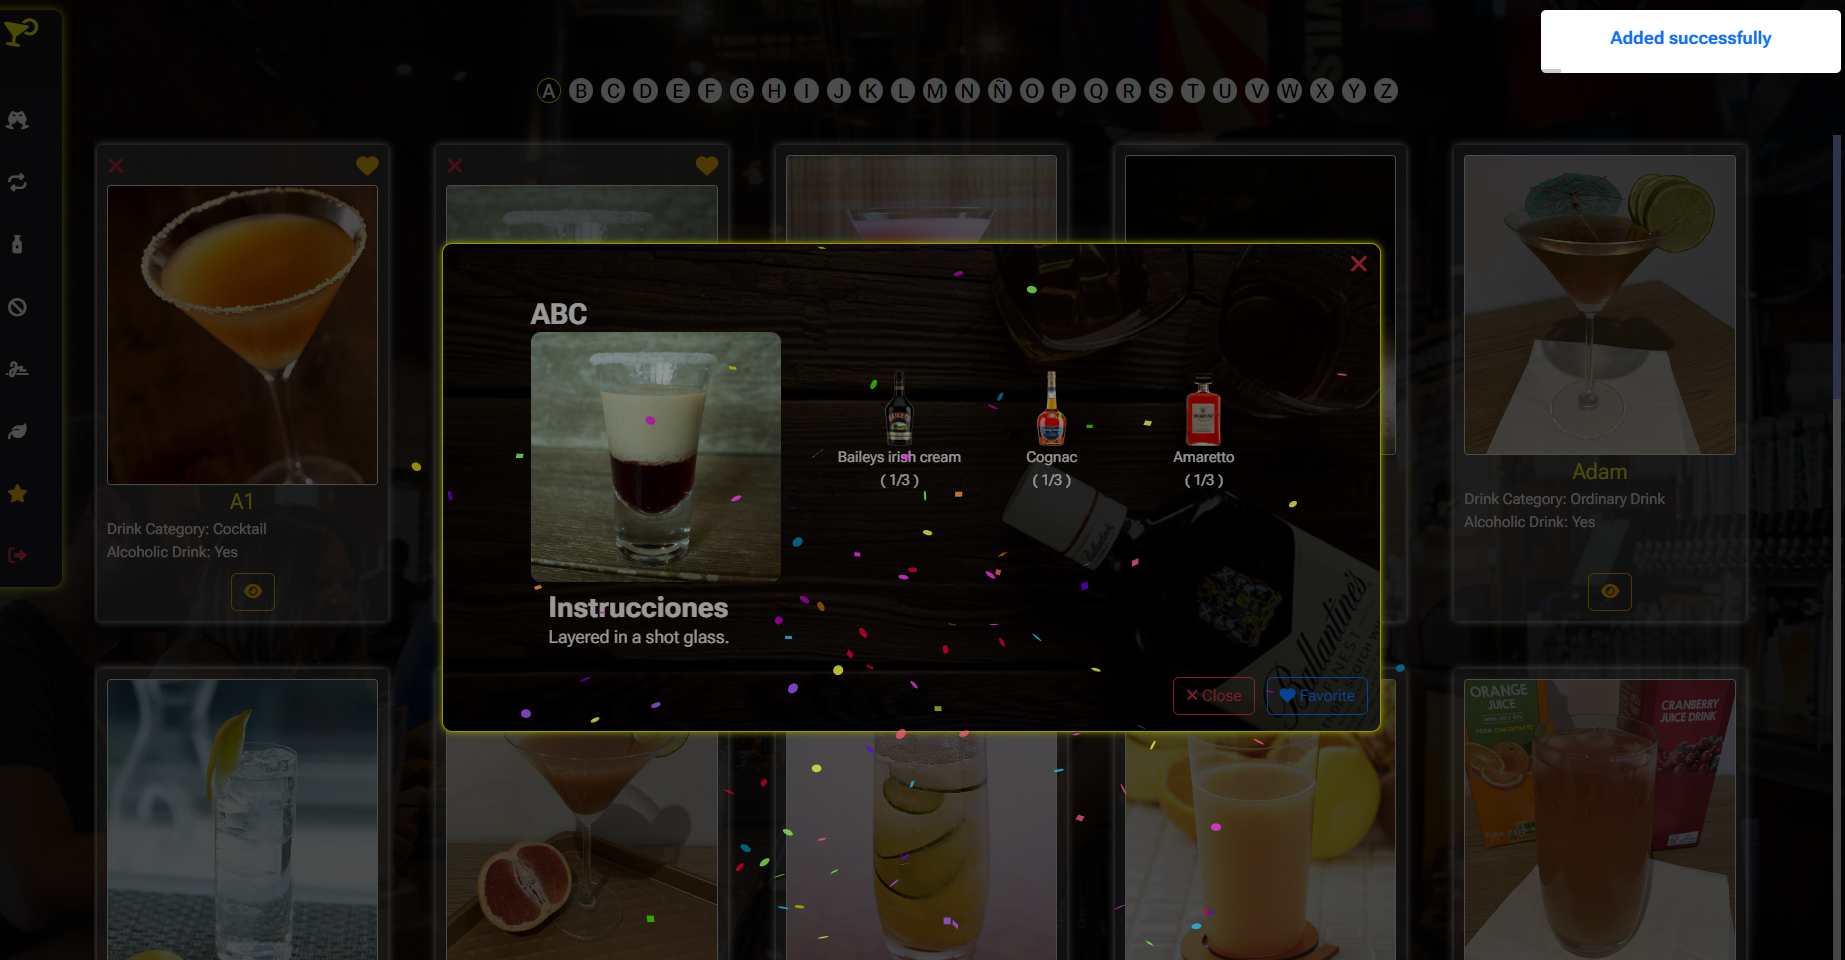 Added successfully
A B C D E F G H I J K L M N Ñ O P Q R S T U V W X Y Z
ABC
Baileys irish cream
( 1/3 )
Cognac
( 1/3 )
Amaretto
( 1/3 )
Instrucciones
Layered in a shot glass.
Close
Favorite
Ballantine's
FINEST
A1
Drink Category: Cocktail
Alcoholic Drink: Yes
Adam
Drink Category: Ordinary Drink
Alcoholic Drink: Yes
ORANGE
JUICE
CRANBERRY
JUICE DRINK